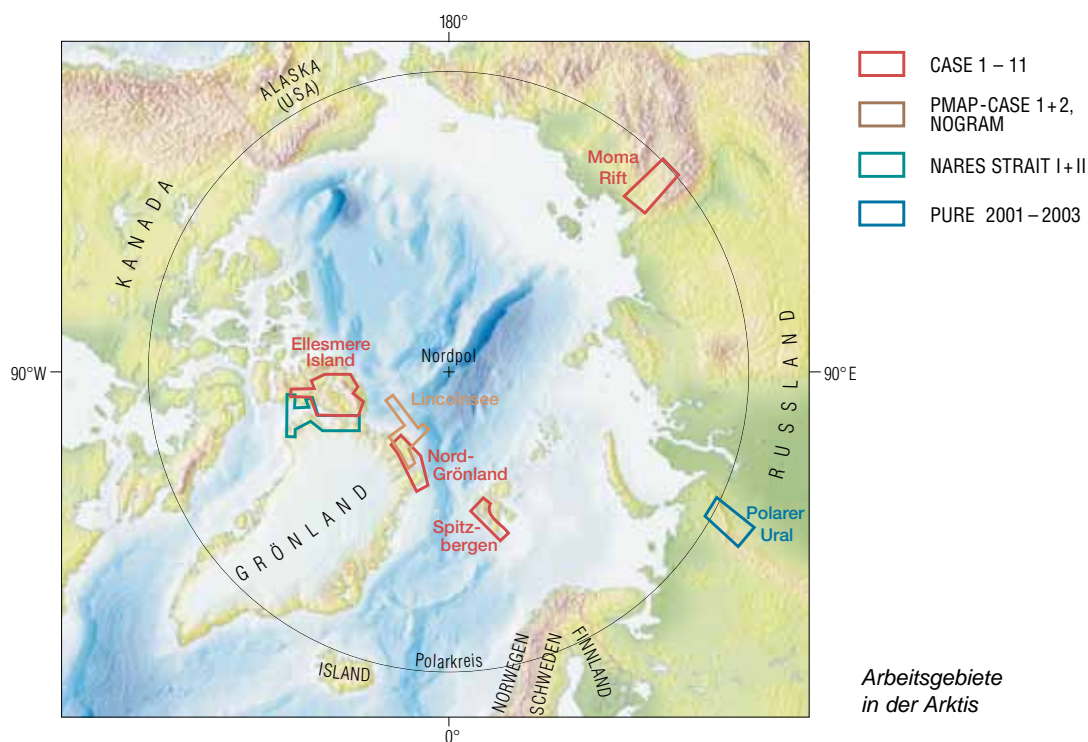 180°
CASE 1 – 11
PMAP-CASE 1+2,
NOGRAM
NARES STRAIT I+II
PURE 2001 – 2003
ALASKA
(USA)
Moma
Rift
KANADA
Ellesmere
Island
Nordpol
90°W
90°E
Lincolnsee
RUSSLAND
Nord-
Grönland
GRÖNLAND
Spitz-
bergen
Polarer
Ural
Polarkreis
ISLAND
NORWEGEN
SCHWEDEN
FINNLAND
0°
Arbeitsgebiete
in der Arktis